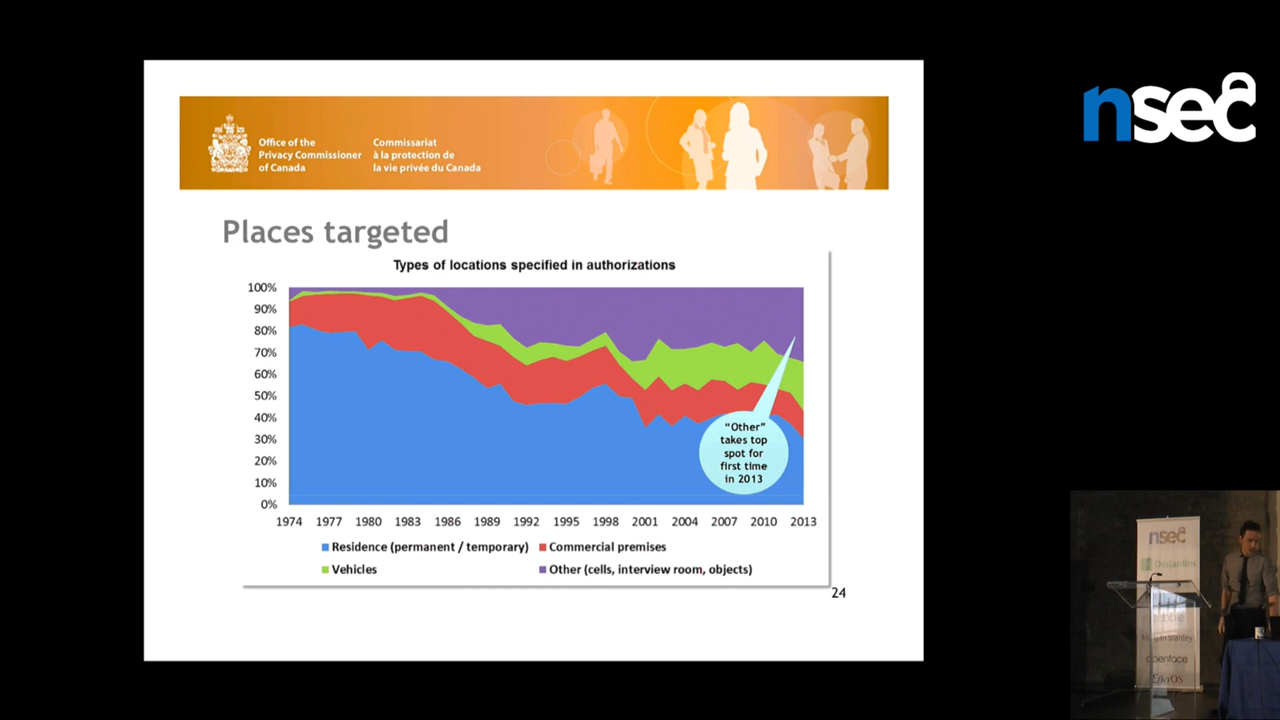 nsec
Office of the
Privacy Commissioner
of Canada
Commissariat
à la protection de
la vie privée du Canada
Places targeted
Types of locations specified in authorizations
100%
90%
80%
70%
60%
50%
40%
30%
20%
10%
0%
“Other”
takes top
spot for
first time
in 2013
1974 1977 1980 1983 1986 1989 1992 1995 1998 2001 2004 2007 2010 2013
Residence (permanent / temporary) Commercial premises
Vehicles Other (cells, interview room, objects)
24
nsec
Desjardins